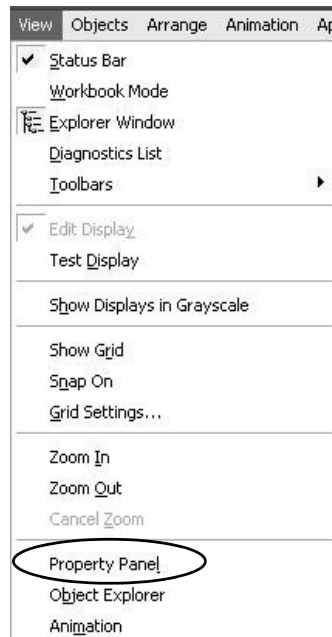 View Objects Arrange Animation Ap
Status Bar
Workbook Mode
Explorer Window
Diagnostics List
Toolbars
Edit Display
Test Display
Show Displays in Grayscale
Show Grid
Snap On
Grid Settings...
Zoom In
Zoom Out
Cancel Zoom
Property Panel
Object Explorer
Animation